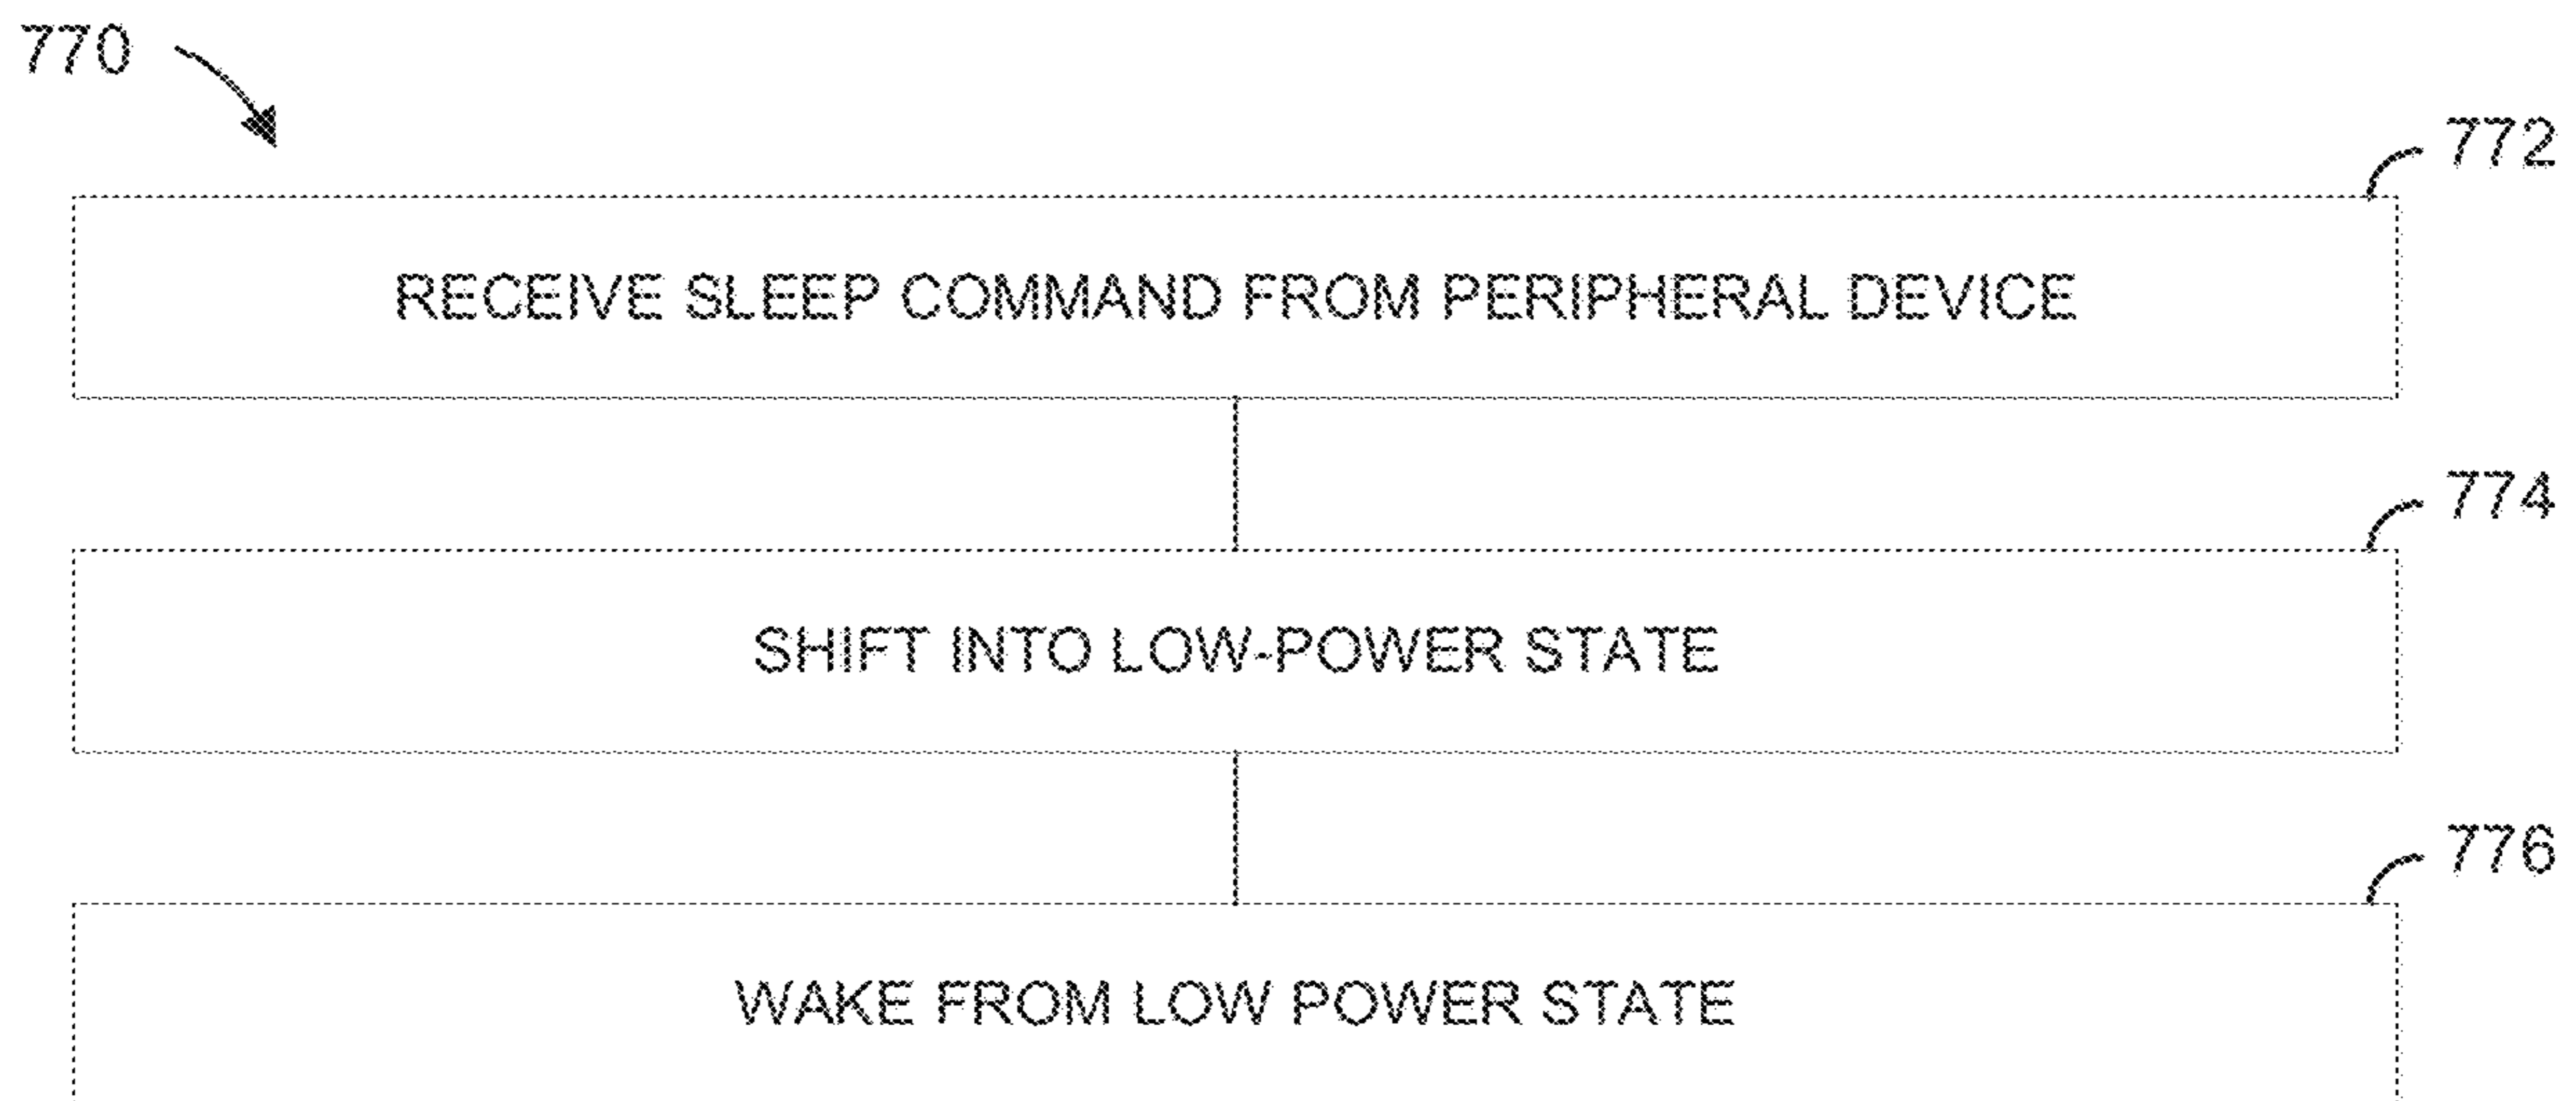 770
772
RECEIVE SLEEP COMMAND FROM PERIPHERAL DEVICE
774
SHIFT INTO LOW-POWER STATE
776
WAKE FROM LOW POWER STATE